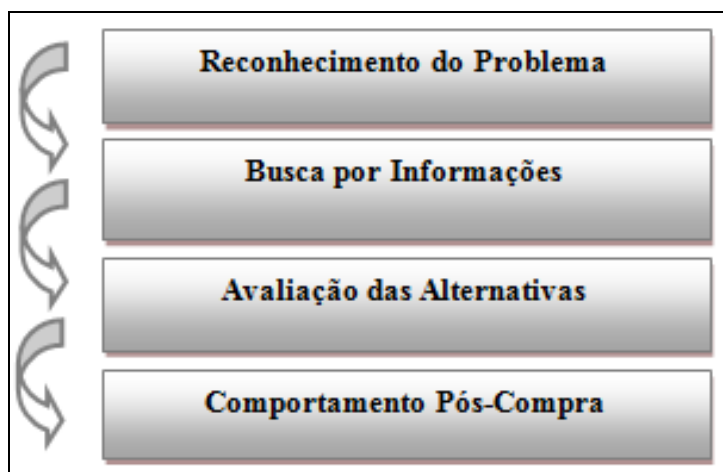 Reconhecimento do Problema
Busca por Informações
Avaliação das Alternativas
Comportamento Pós-Compra